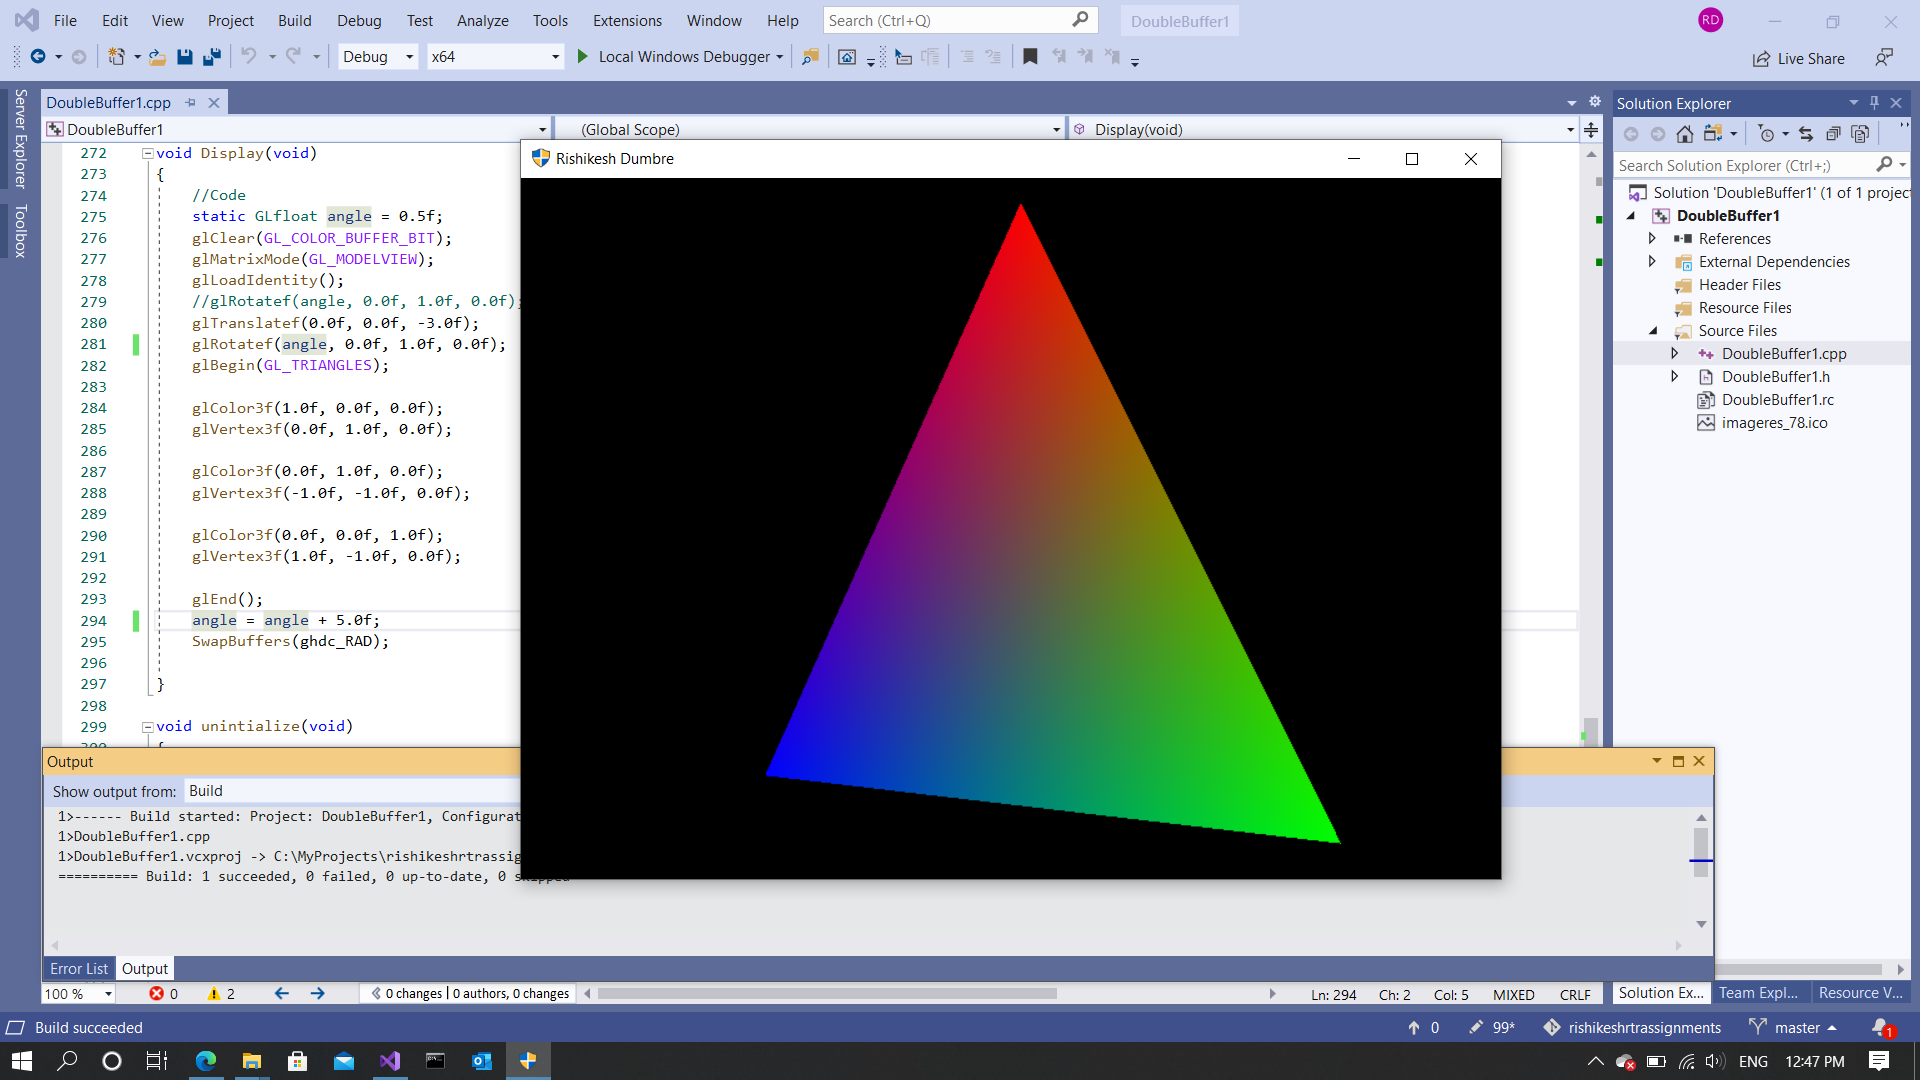 File Edit View Project Build Debug Test Analyze Tools Extensions Window Help Search (Ctrl+Q) DoubleBuffer1 RD
Debug x64 Local Windows Debugger Live Share
Server Explorer
Toolbox
DoubleBuffer1.cpp
DoubleBuffer1 (Global Scope) Display(void)
272 void Display(void)
273 {
274 //Code
275 static GLfloat angle = 0.5f;
276 glClear(GL_COLOR_BUFFER_BIT);
277 glMatrixMode(GL_MODELVIEW);
278 glLoadIdentity();
279 //glRotatef(angle, 0.0f, 1.0f, 0.0f);
280 glTranslatef(0.0f, 0.0f, -3.0f);
281 glRotatef(angle, 0.0f, 1.0f, 0.0f);
282 glBegin(GL_TRIANGLES);
283
284 glColor3f(1.0f, 0.0f, 0.0f);
285 glVertex3f(0.0f, 1.0f, 0.0f);
286
287 glColor3f(0.0f, 1.0f, 0.0f);
288 glVertex3f(-1.0f, -1.0f, 0.0f);
289
290 glColor3f(0.0f, 0.0f, 1.0f);
291 glVertex3f(1.0f, -1.0f, 0.0f);
292
293 glEnd();
294 angle = angle + 5.0f;
295 SwapBuffers(ghdc_RAD);
296
297 }
298
299 void unintialize(void)
Rishikesh Dumbre
Solution Explorer
Search Solution Explorer (Ctrl+;)
Solution 'DoubleBuffer1' (1 of 1 project
DoubleBuffer1
References
External Dependencies
Header Files
Resource Files
Source Files
DoubleBuffer1.cpp
DoubleBuffer1.h
DoubleBuffer1.rc
imageres_78.ico
Output
Show output from: Build
1>------ Build started: Project: DoubleBuffer1, Configurat
1>DoubleBuffer1.cpp
1>DoubleBuffer1.vcxproj -> C:\MyProjects\rishikeshrtrassig
========== Build: 1 succeeded, 0 failed, 0 up-to-date, 0 skipped
Error List Output
100 % 0 2 0 changes | 0 authors, 0 changes Ln: 294 Ch: 2 Col: 5 MIXED CRLF
Solution Ex... Team Expl... Resource V...
Build succeeded 0 99* rishikeshrtrassignments master 1
ENG 12:47 PM